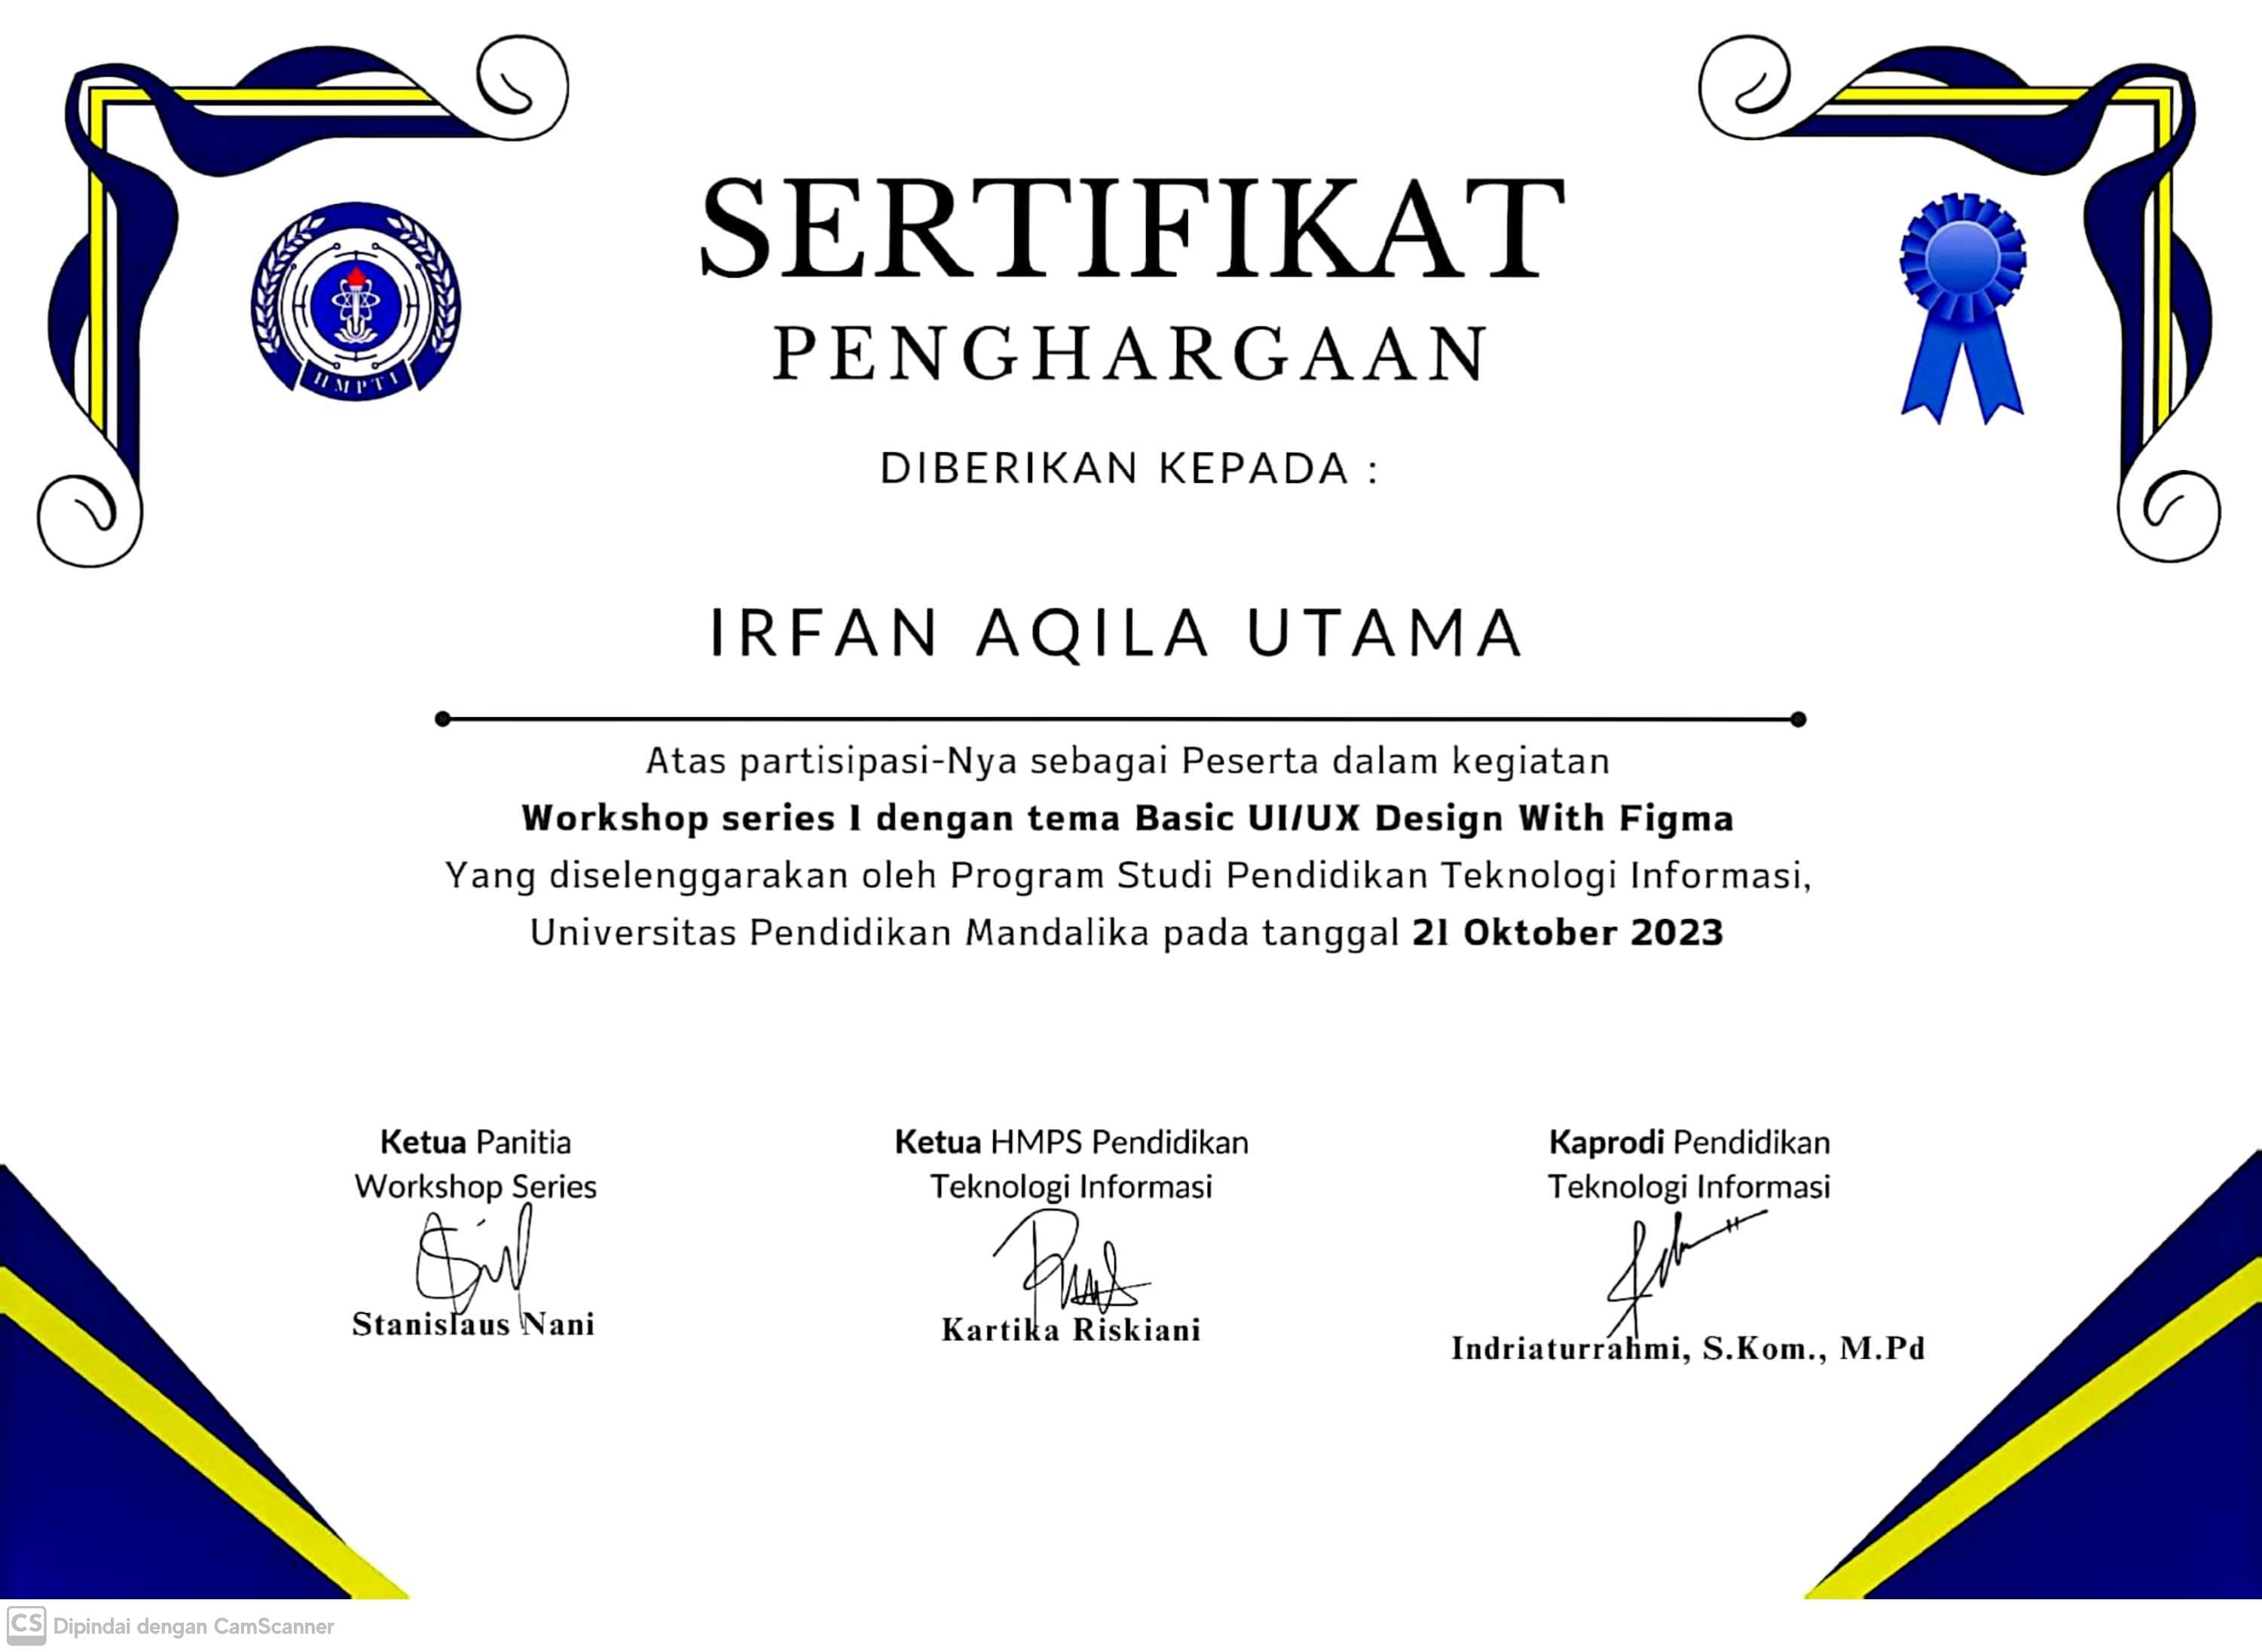 SERTIFIKAT
PENGHARGAAN
DIBERIKAN KEPADA :
HMPTI
IRFAN AQILA UTAMA
Atas partisipasi-Nya sebagai Peserta dalam kegiatan
Workshop series 1 dengan tema Basic UI/UX Design With Figma
Yang diselenggarakan oleh Program Studi Pendidikan Teknologi Informasi,
Universitas Pendidikan Mandalika pada tanggal 21 Oktober 2023
Ketua Panitia
Workshop Series
Stanislaus Nani
Ketua HMPS Pendidikan
Teknologi Informasi
Kartika Riskiani
Kaprodi Pendidikan
Teknologi Informasi
Indriaturrahmi, S.Kom., M.Pd
CS Dipindai dengan CamScanner